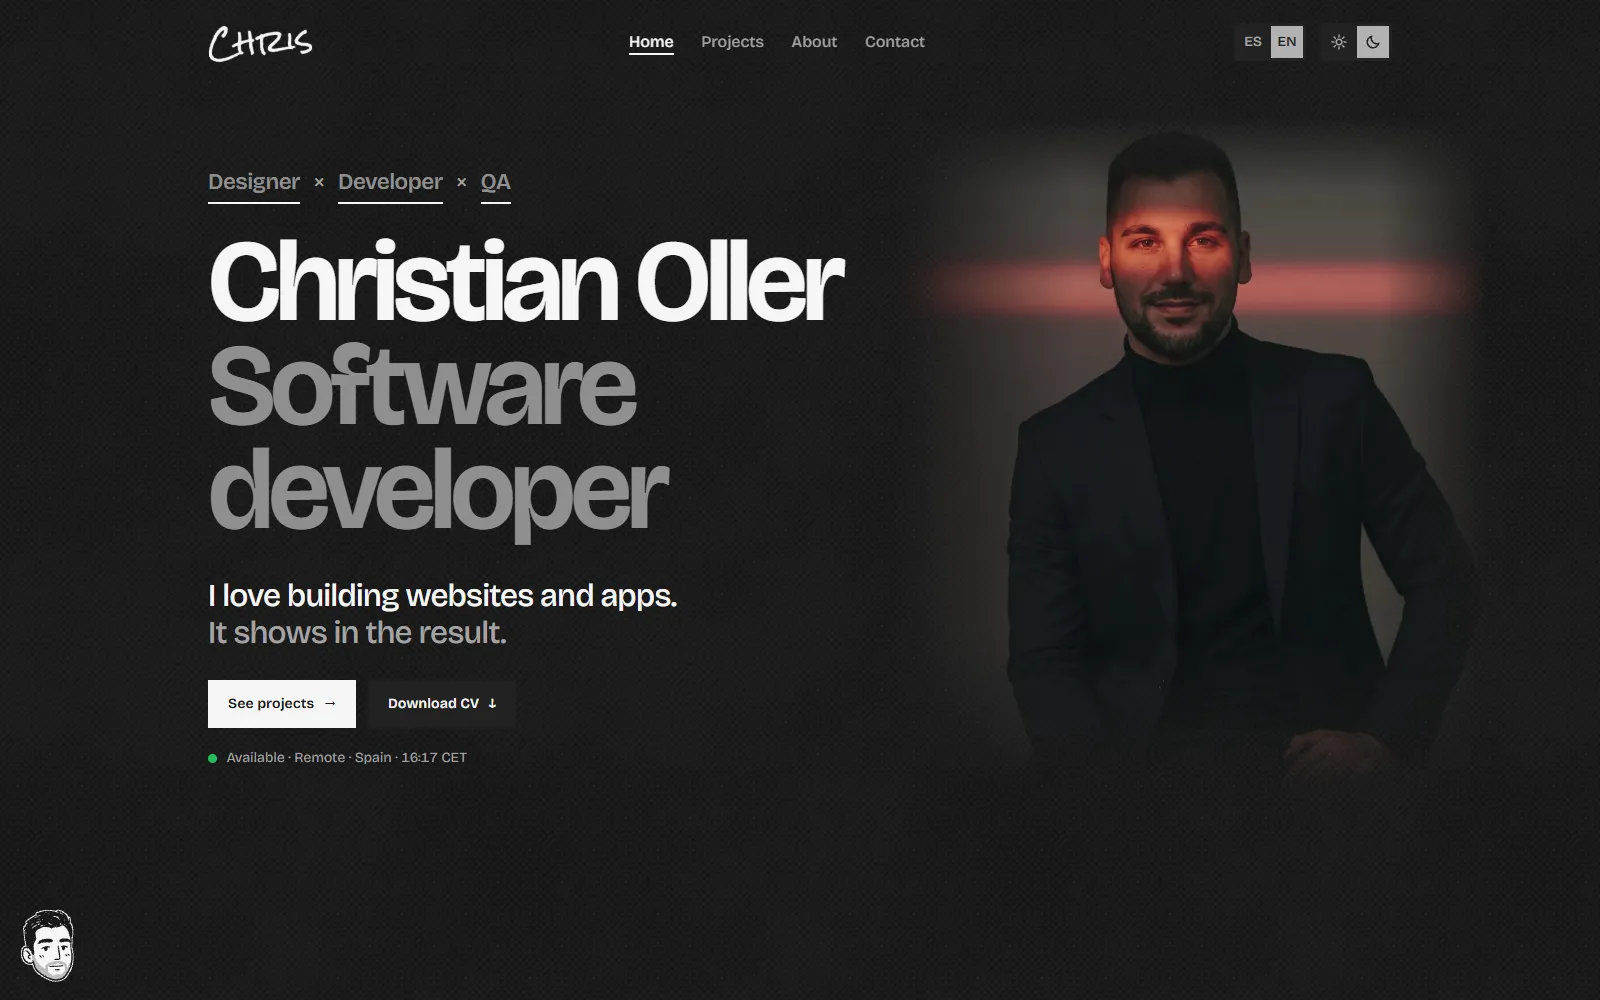 CHRIS
Home Projects About Contact
ES EN
Designer × Developer × QA
Christian Oller
Software
developer
I love building websites and apps.
It shows in the result.
See projects →
Download CV ↓
Available · Remote · Spain · 16:17 CET